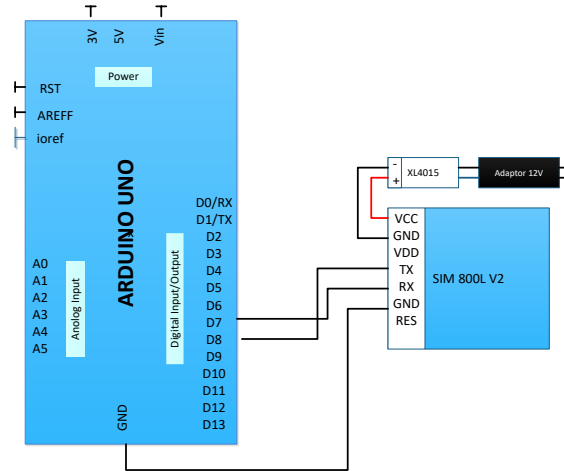 3V
5V
Vin
Power
RST
AREFF
ioref
ARDUINO UNO
D0/RX
D1/TX
D2
D3
D4
D5
D6
D7
D8
D9
D10
D11
D12
D13
Digital Input/Output
A0
A1
A2
A3
A4
A5
Analog Input
GND
-
+
XL4015
Adaptor 12V
VCC
GND
VDD
TX
RX
GND
RES
SIM 800L V2